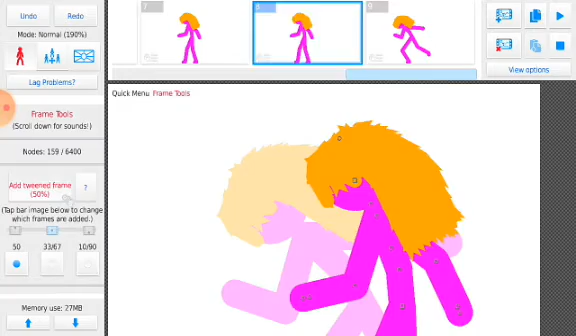 Undo Redo
Mode: Normal (190%)
Lag Problems?
Frame Tools
(Scroll down for sounds!)
Nodes: 159 / 6400
Add tweened frame
(50%)
?
(Tap bar image below to change
which frames are added.)
50 33/67 10/90
Memory use: 27MB
7 8 9
View options
Quick Menu Frame Tools